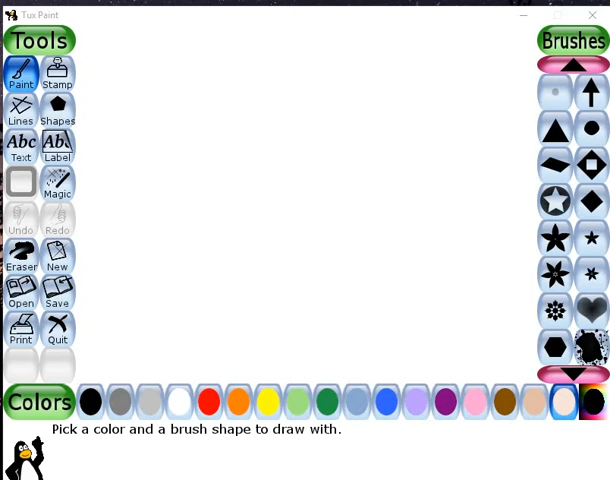 Tux Paint
Tools
Brushes
Paint
Stamp
Lines
Shapes
Abc
Text
Abc
Label
Magic
Undo
Redo
Eraser
New
Open
Save
Print
Quit
Colors
Pick a color and a brush shape to draw with.